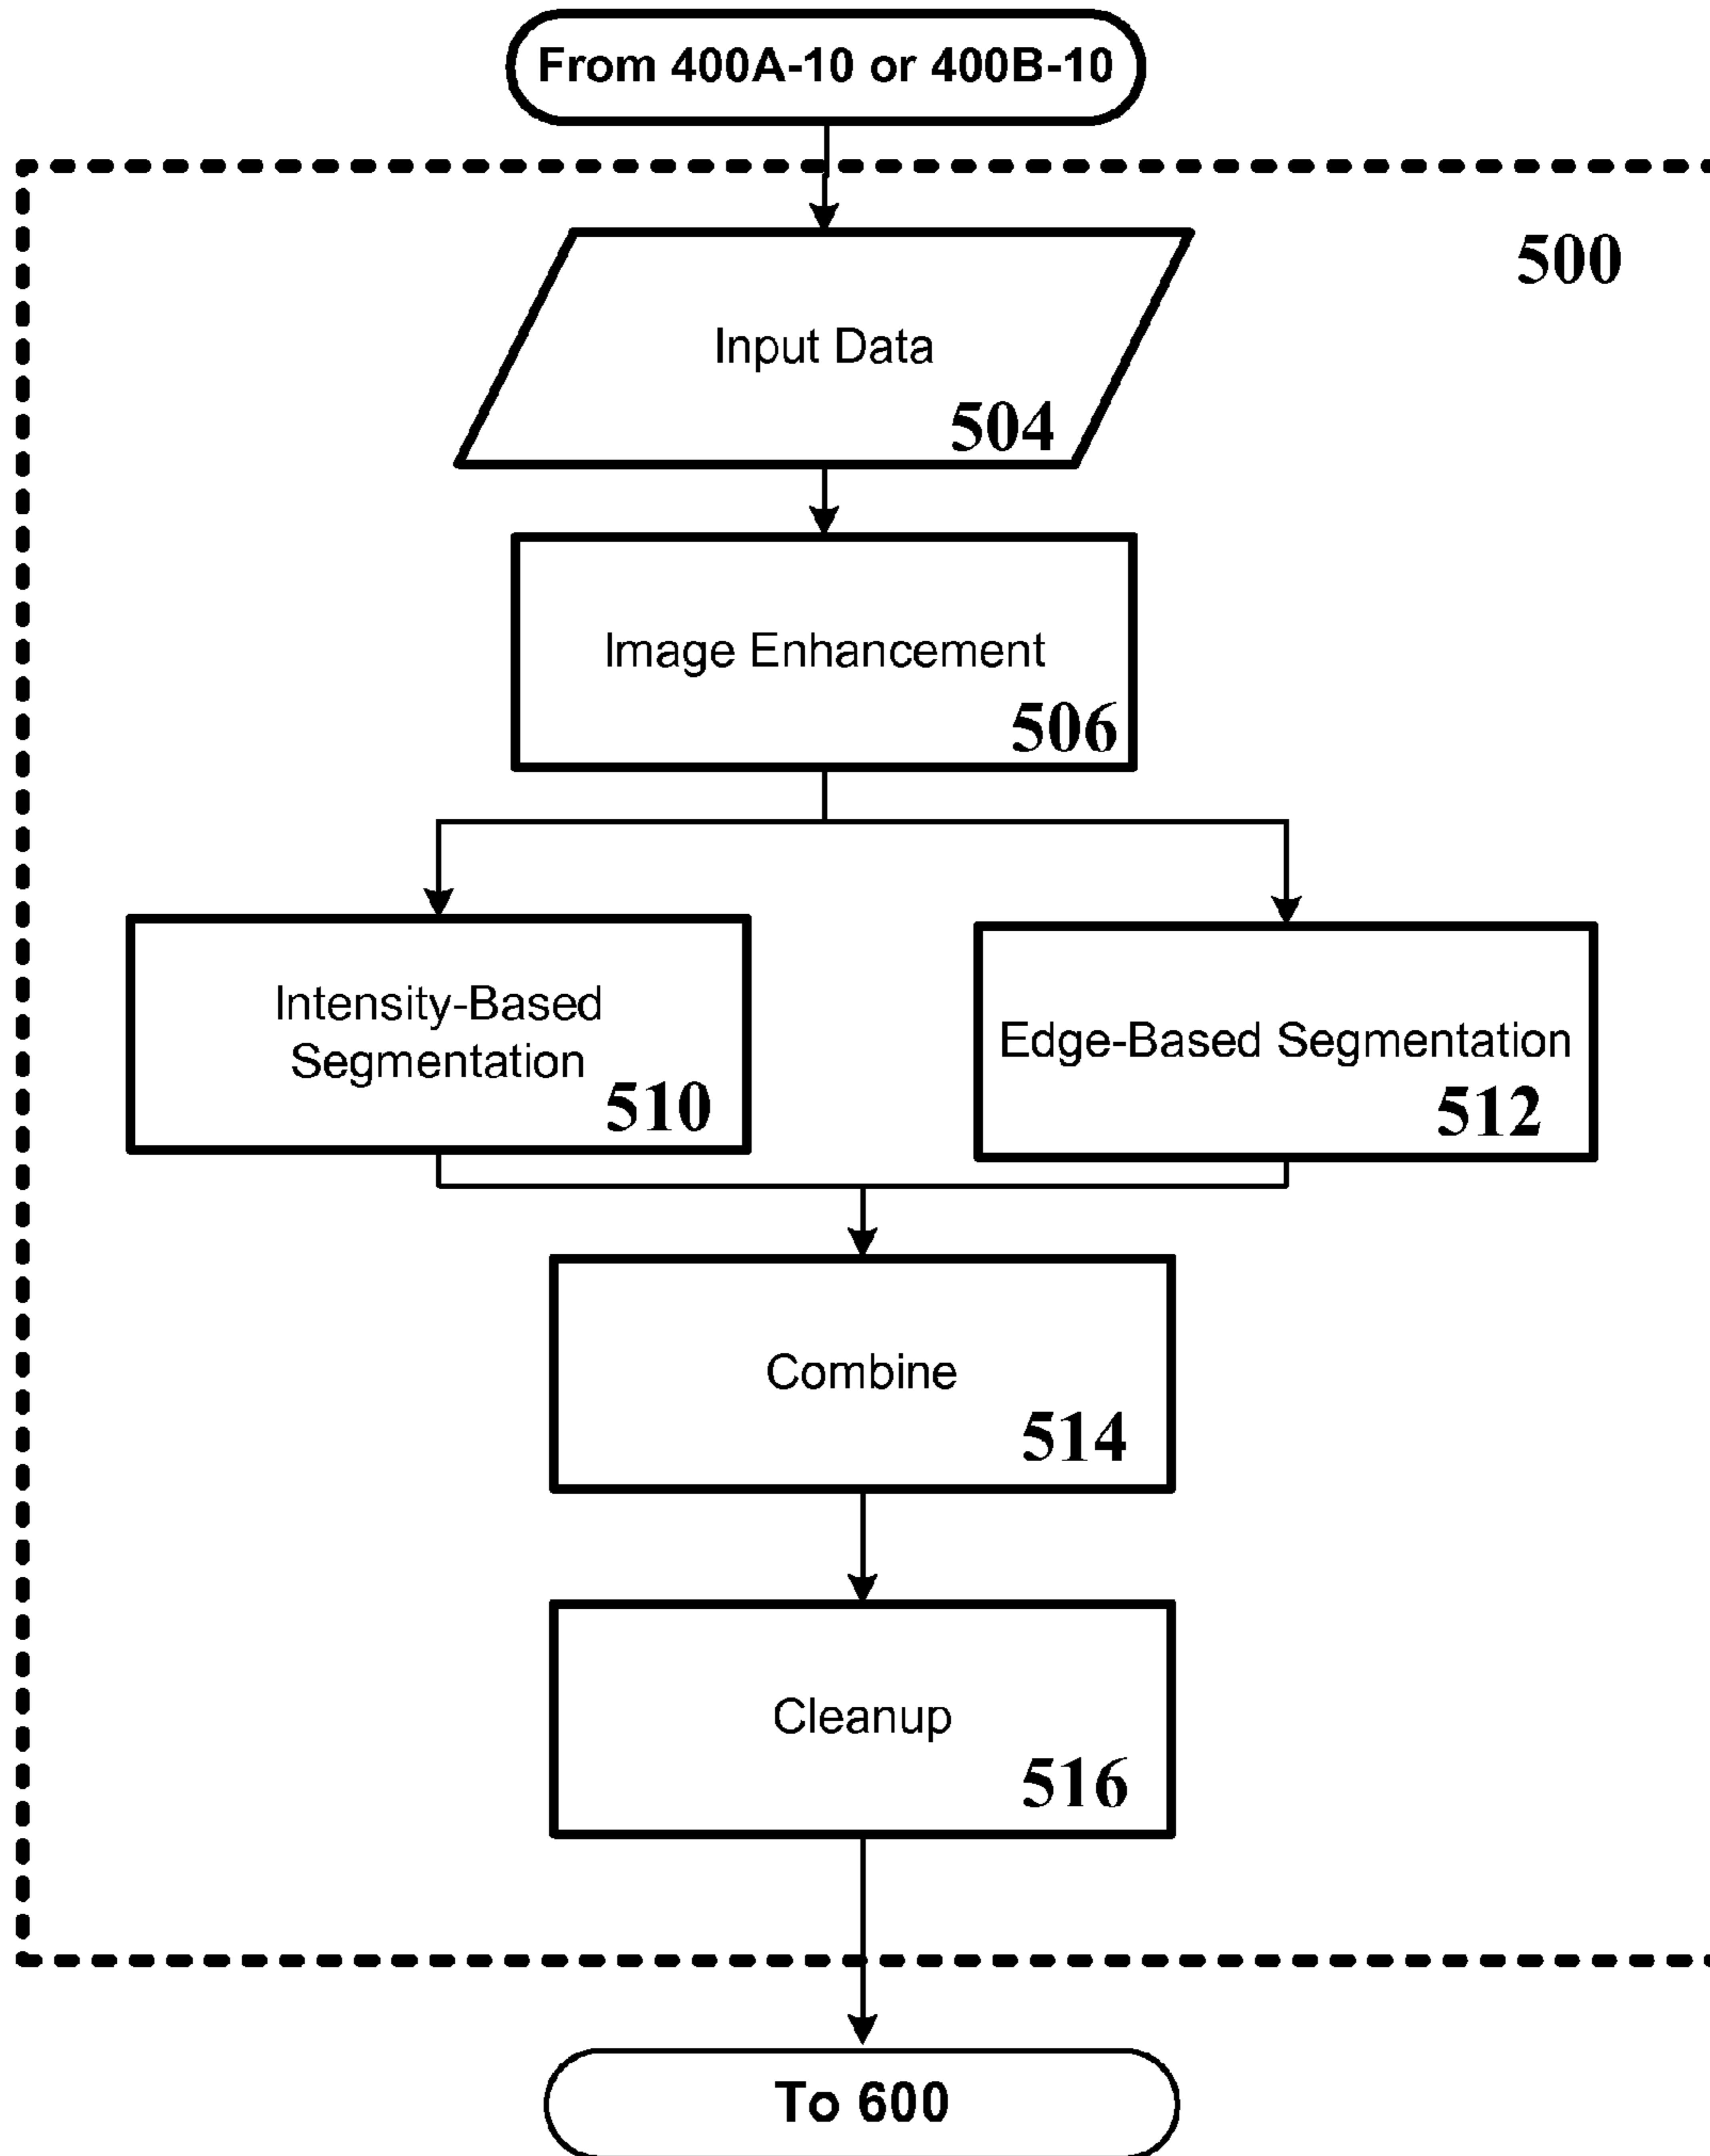 From 400A-10 or 400B-10
500
Input Data
504
Image Enhancement
506
Intensity-Based
Segmentation
510
Edge-Based Segmentation
512
Combine
514
Cleanup
516
To 600